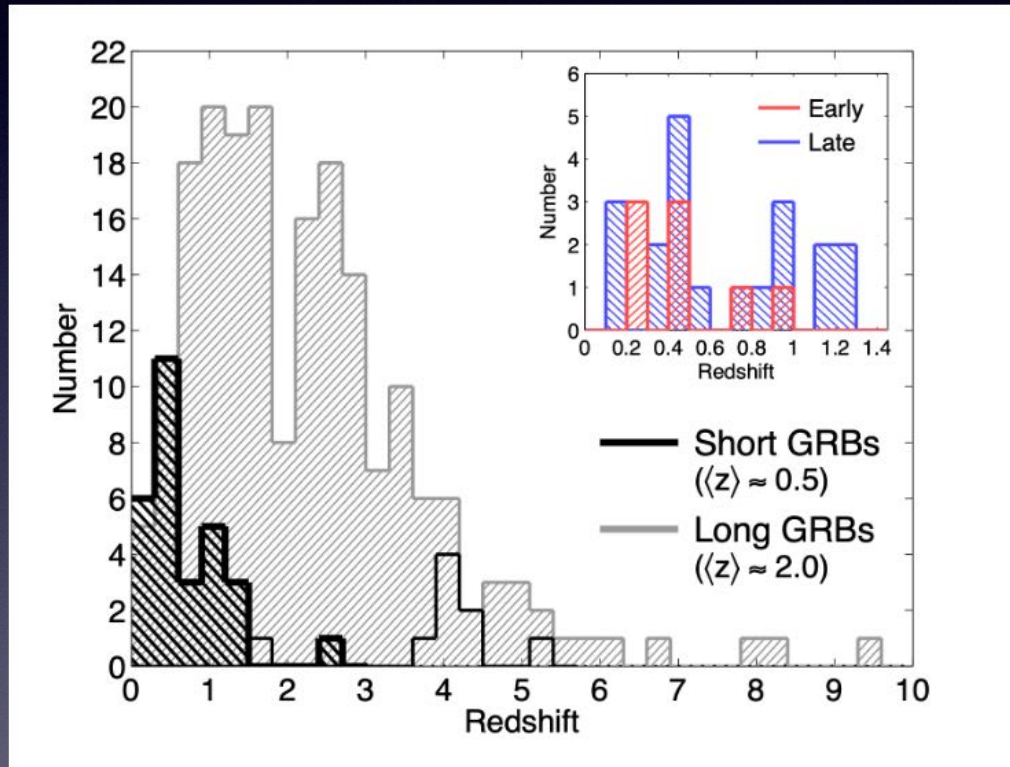 22
20
18
16
14
12
10
8
6
4
2
0
Number
0 1 2 3 4 5 6 7 8 9 10
Redshift
6
5
4
3
2
1
0
Number
0 0.2 0.4 0.6 0.8 1 1.2 1.4
Redshift
Early
Late
Short GRBs
(⟨z⟩ ≈ 0.5)
Long GRBs
(⟨z⟩ ≈ 2.0)